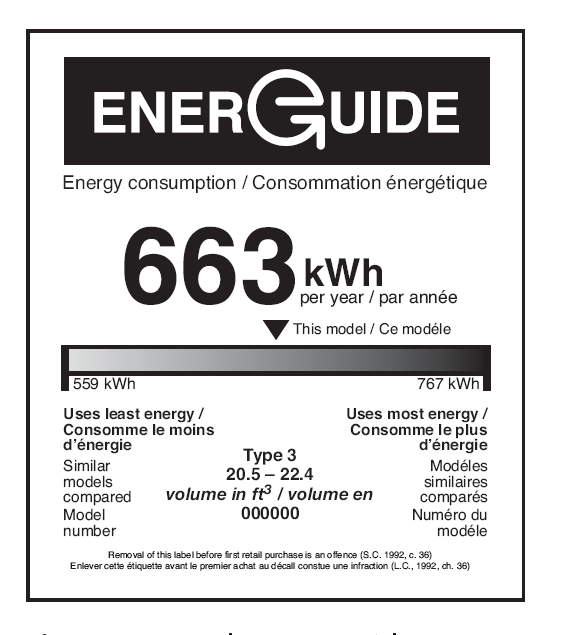 ENERGUIDE
Energy consumption / Consommation énergétique
663 kWh
per year / par année
This model / Ce modéle
559 kWh 767 kWh
Uses least energy /
Consomme le moins
d'énergie
Uses most energy /
Consomme le plus
d'énergie
Similar
models
compared
Model
number
Type 3
20.5 – 22.4
volume in ft³ / volume en
000000
Modéles
similaires
comparés
Numéro du
modéle
Removal of this label before first retail purchase is an offence (S.C. 1992, c. 36)
Enlever cette étiquette avant le premier achat au décall constue une infraction (L.C., 1992, ch. 36)